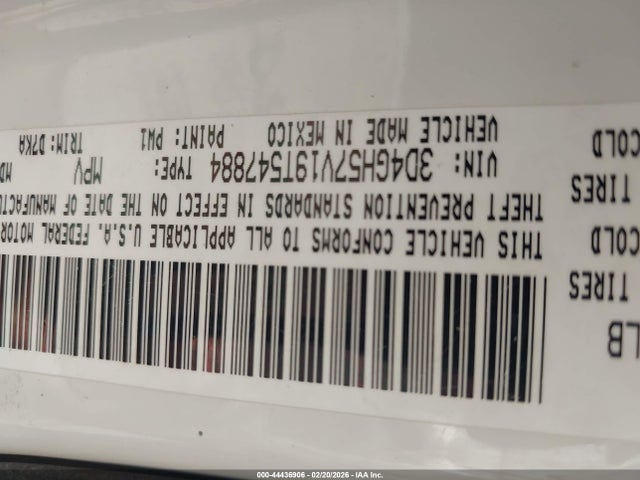 LB
TIRES
COLD
TIRES
COLD
THIS VEHICLE CONFORMS TO ALL APPLICABLE U.S.A. FEDERAL MOTOR
THEFT PREVENTION STANDARDS IN EFFECT ON THE DATE OF MANUFACTU
VIN: 3D4GH57V19T547884 TYPE: MPV MD
VEHICLE MADE IN MEXICO PAINT: PW1 TRIM: D7KA
000-44436906 - 02/20/2026 - IAA Inc.